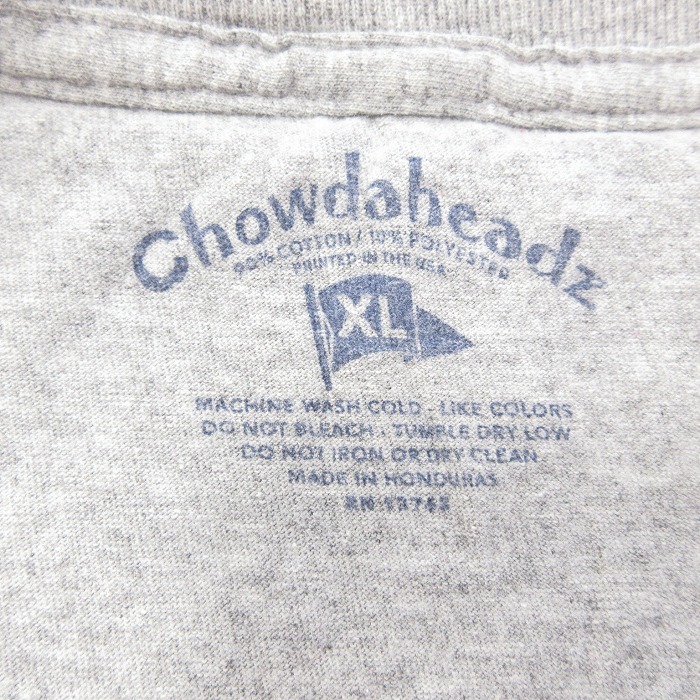 Chowdaheadz
90% COTTON / 10% POLYESTER
PRINTED IN THE USA
XL
MACHINE WASH COLD - LIKE COLORS
DO NOT BLEACH - TUMBLE DRY LOW
DO NOT IRON OR DRY CLEAN
MADE IN HONDURAS
RN